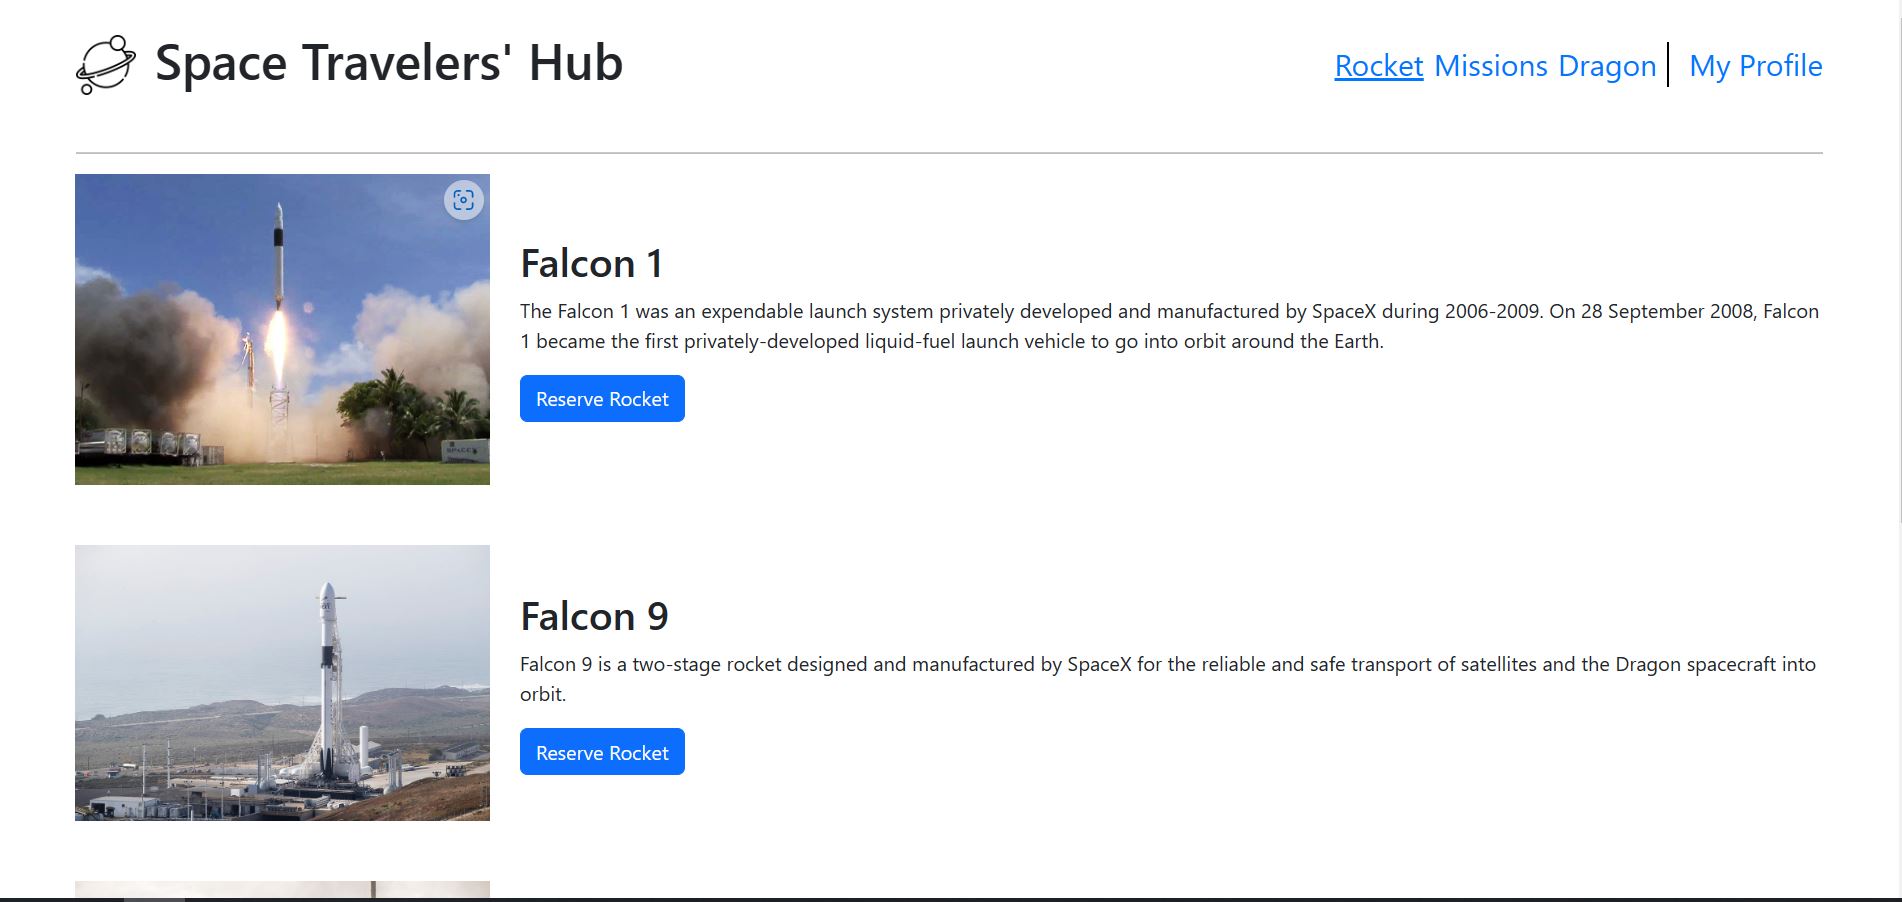 Space Travelers' Hub
Rocket Missions Dragon My Profile
Falcon 1
The Falcon 1 was an expendable launch system privately developed and manufactured by SpaceX during 2006-2009. On 28 September 2008, Falcon
1 became the first privately-developed liquid-fuel launch vehicle to go into orbit around the Earth.
Reserve Rocket
SPACEX
Falcon 9
Falcon 9 is a two-stage rocket designed and manufactured by SpaceX for the reliable and safe transport of satellites and the Dragon spacecraft into
orbit.
Reserve Rocket